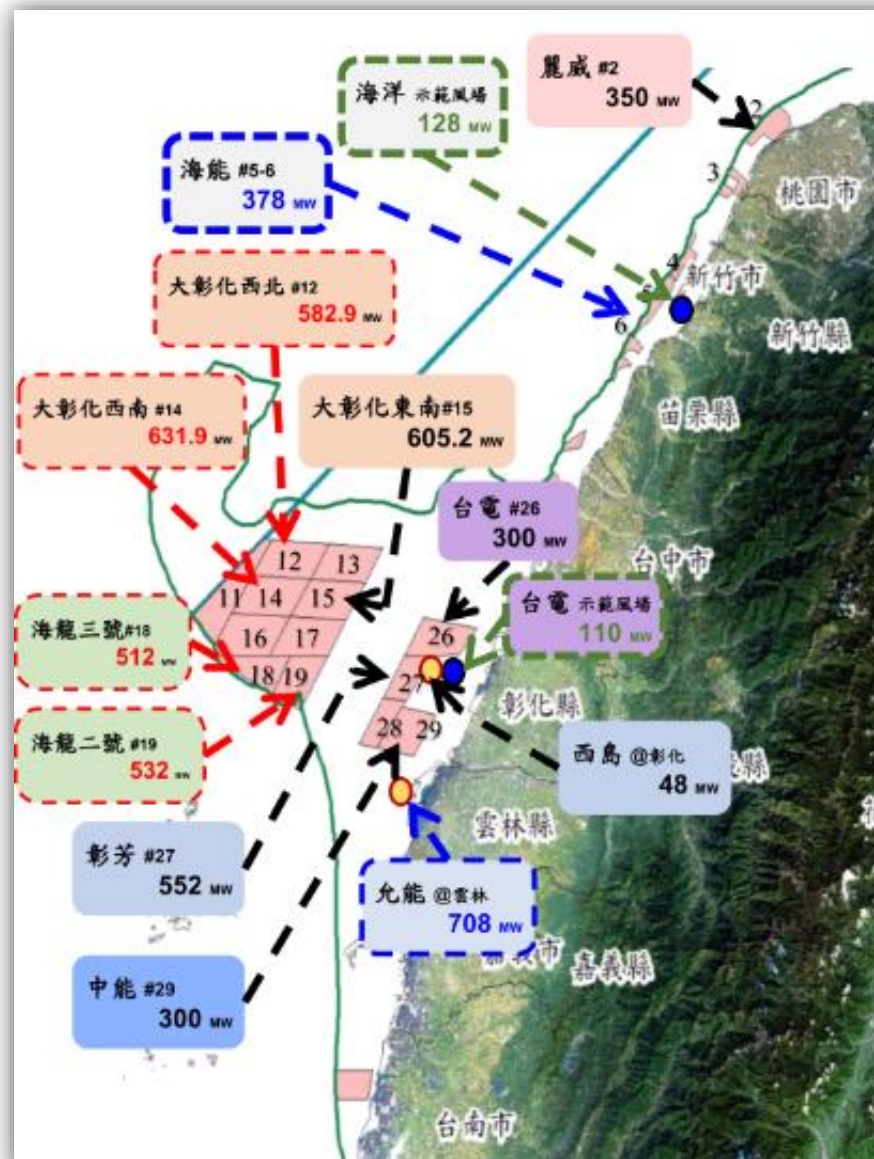 麗威 #2
350 MW
海洋 示範風場
128 MW
海能 #5-6
378 MW
大彰化西北 #12
582.9 MW
大彰化西南 #14
631.9 MW
大彰化東南#15
605.2 MW
台電 #26
300 MW
台電 示範風場
110 MW
海龍三號#18
512 MW
海龍二號 #19
532 MW
西島 @彰化
48 MW
彰芳 #27
552 MW
允能 @雲林
708 MW
中能 #29
300 MW
2
3
4
5
6
桃園市
新竹市
新竹縣
苗栗縣
台中市
彰化縣
雲林縣
嘉義縣
台南市
12
13
11
14
15
16
17
18
19
26
27
28
29